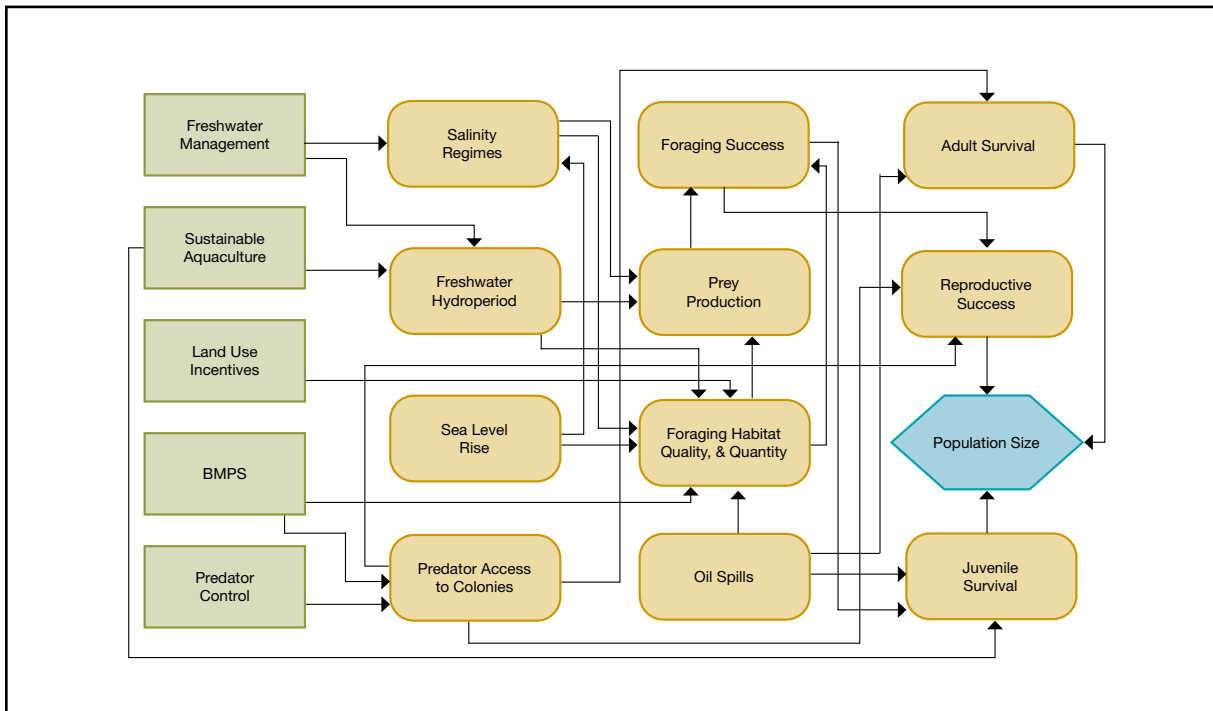 Freshwater
Management
Sustainable
Aquaculture
Land Use
Incentives
BMPS
Predator
Control
Salinity
Regimes
Freshwater
Hydroperiod
Sea Level
Rise
Predator Access
to Colonies
Foraging Success
Prey
Production
Foraging Habitat
Quality, & Quantity
Oil Spills
Adult Survival
Reproductive
Success
Population Size
Juvenile
Survival